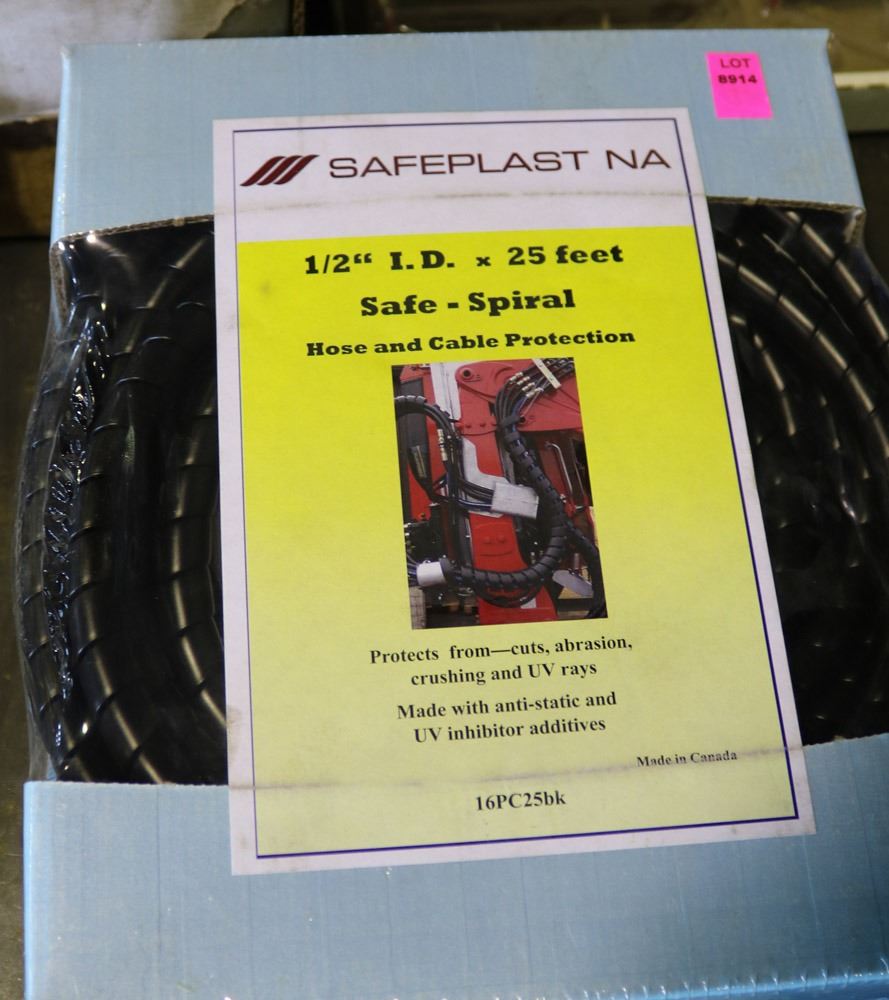 LOT
8914
SAFEPLAST NA
1/2“ I.D. x 25 feet
Safe - Spiral
Hose and Cable Protection
Protects from—cuts, abrasion,
crushing and UV rays
Made with anti-static and
UV inhibitor additives
Made in Canada
16PC25bk